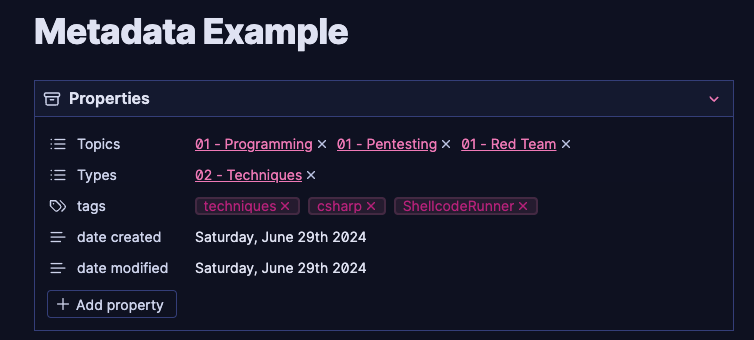 Metadata Example
Properties
Topics 01 - Programming × 01 - Pentesting × 01 - Red Team ×
Types 02 - Techniques ×
tags techniques × csharp × ShellcodeRunner ×
date created Saturday, June 29th 2024
date modified Saturday, June 29th 2024
+ Add property